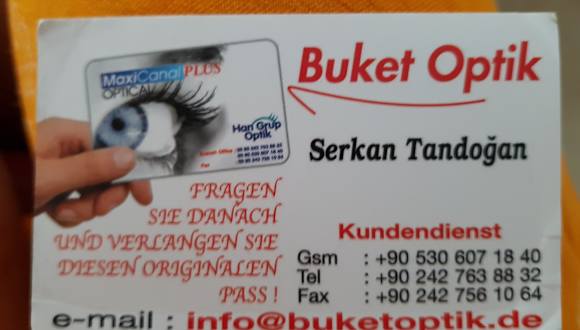 MaxiCanal PLUS
OPTICAL
Han Grup
Optik
Buket Optik
Serkan Tandoğan
FRAGEN
SIE DANACH
UND VERLANGEN SIE
DIESEN ORIGINALEN
PASS !
Kundendienst
Gsm : +90 530 607 18 40
Tel : +90 242 763 88 32
Fax : +90 242 756 10 64
e-mail : info@buketoptik.de